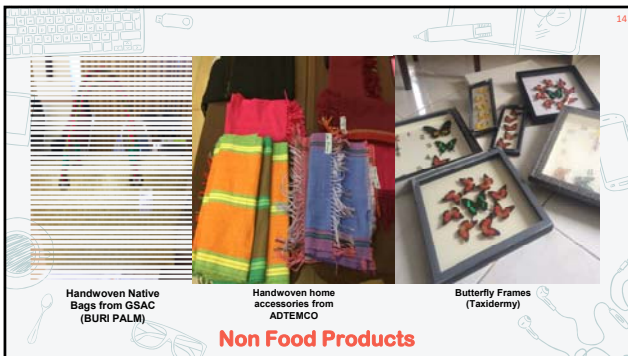 14
Handwoven Native
Bags from GSAC
(BURI PALM)
Handwoven home
accessories from
ADTEMCO
Butterfly Frames
(Taxidermy)
Non Food Products